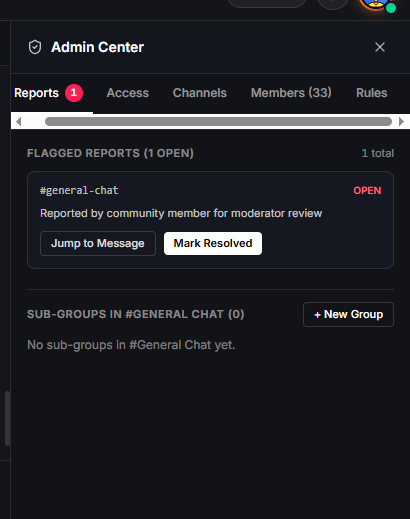 Admin Center
Reports 1 Access Channels Members (33) Rules
FLAGGED REPORTS (1 OPEN) 1 total
#general-chat OPEN
Reported by community member for moderator review
Jump to Message Mark Resolved
SUB-GROUPS IN #GENERAL CHAT (0) + New Group
No sub-groups in #General Chat yet.